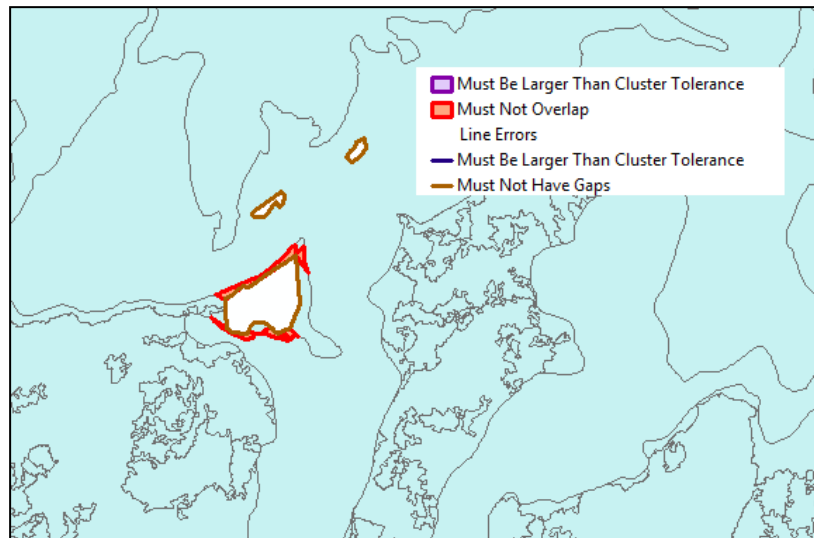 Must Be Larger Than Cluster Tolerance
Must Not Overlap
Line Errors
Must Be Larger Than Cluster Tolerance
Must Not Have Gaps